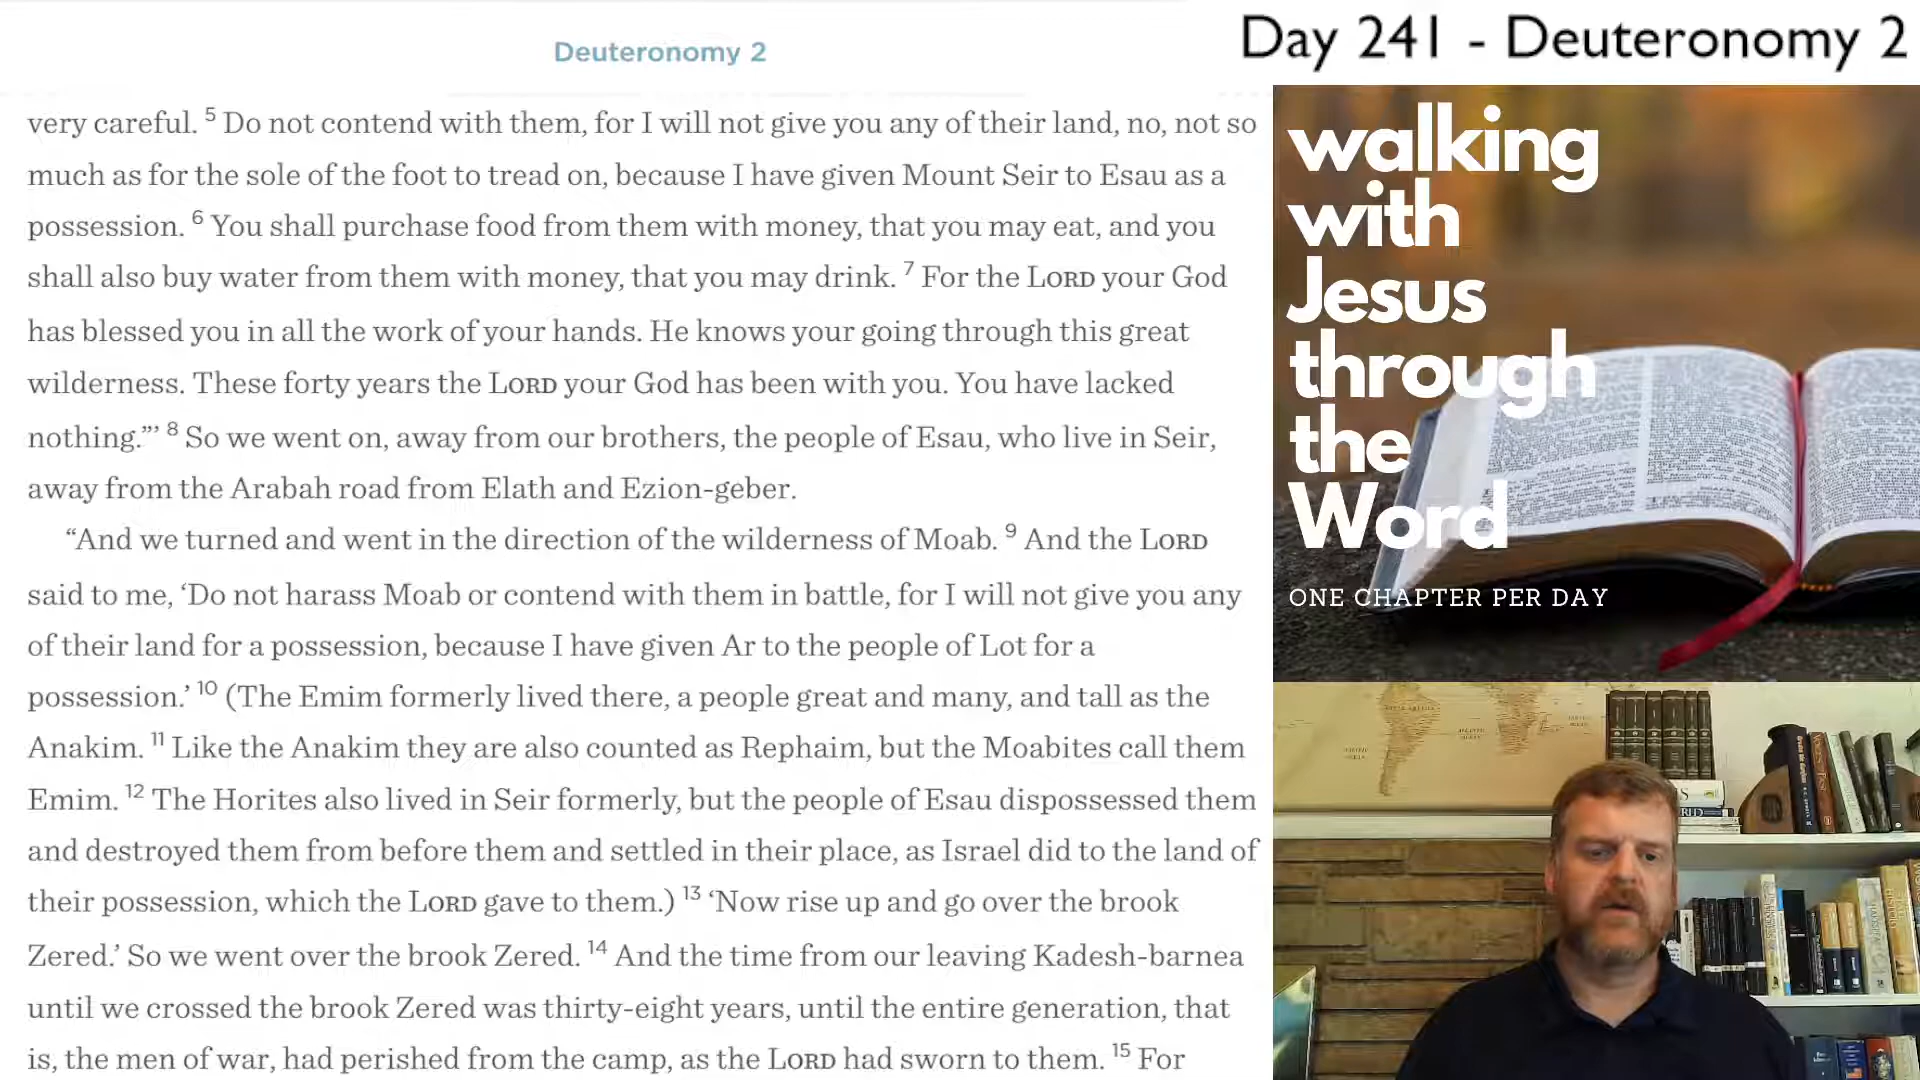 Day 241 - Deuteronomy 2
Deuteronomy 2
very careful. 5 Do not contend with them, for I will not give you any of their land, no, not so
much as for the sole of the foot to tread on, because I have given Mount Seir to Esau as a
possession. 6 You shall purchase food from them with money, that you may eat, and you
shall also buy water from them with money, that you may drink. 7 For the LORD your God
has blessed you in all the work of your hands. He knows your going through this great
wilderness. These forty years the LORD your God has been with you. You have lacked
nothing.”’ 8 So we went on, away from our brothers, the people of Esau, who live in Seir,
away from the Arabah road from Elath and Ezion-geber.
“And we turned and went in the direction of the wilderness of Moab. 9 And the LORD
said to me, ‘Do not harass Moab or contend with them in battle, for I will not give you any
of their land for a possession, because I have given Ar to the people of Lot for a
possession.’ 10 (The Emim formerly lived there, a people great and many, and tall as the
Anakim. 11 Like the Anakim they are also counted as Rephaim, but the Moabites call them
Emim. 12 The Horites also lived in Seir formerly, but the people of Esau dispossessed them
and destroyed them from before them and settled in their place, as Israel did to the land of
their possession, which the LORD gave to them.) 13 ‘Now rise up and go over the brook
Zered.’ So we went over the brook Zered. 14 And the time from our leaving Kadesh-barnea
until we crossed the brook Zered was thirty-eight years, until the entire generation, that
is, the men of war, had perished from the camp, as the LORD had sworn to them. 15 For
walking
with
Jesus
through
the
Word
ONE CHAPTER PER DAY